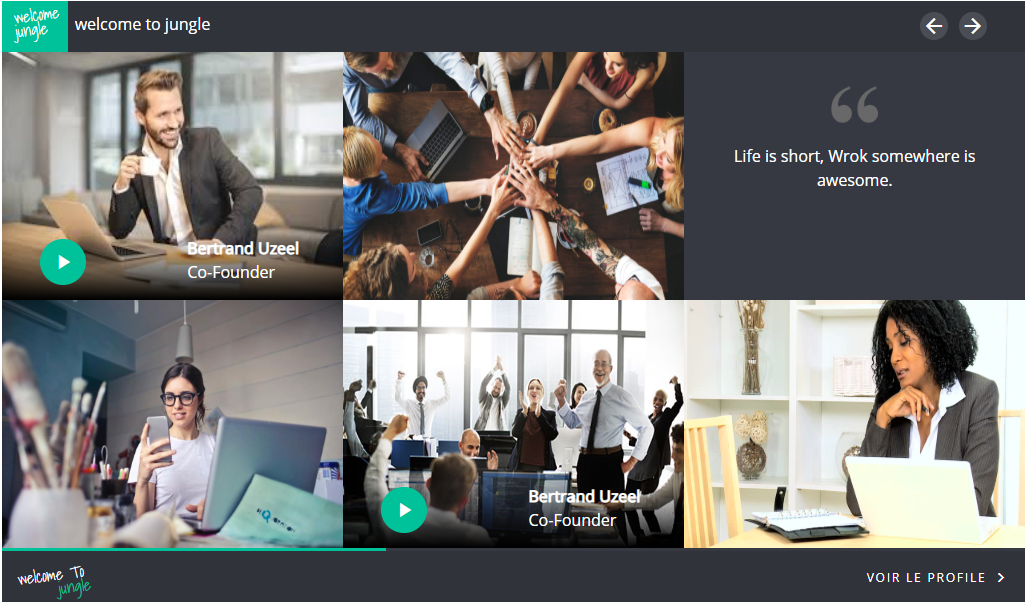 welcome
jungle
welcome to jungle
Life is short, Wrok somewhere is
awesome.
Bertrand Uzeel
Co-Founder
Bertrand Uzeel
Co-Founder
welcome To
jungle
VOIR LE PROFILE